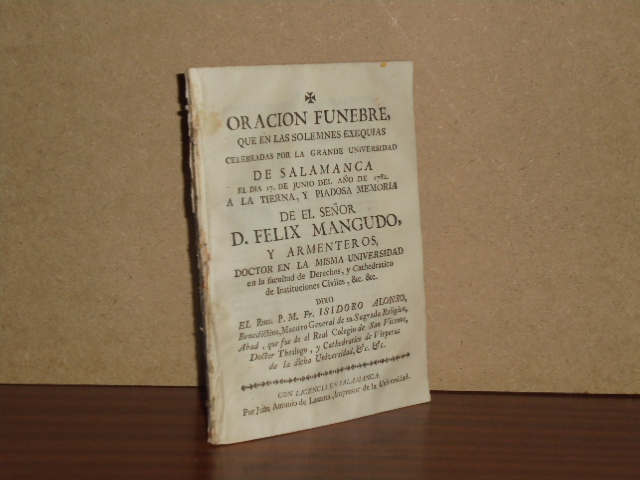 ✠
ORACION FUNEBRE,
QUE EN LAS SOLEMNES EXEQUIAS
CELEBRADAS POR LA GRANDE UNIVERSIDAD
DE SALAMANCA
EL DIA 17. DE JUNIO DEL AÑO DE 1782.
A LA TIERNA, Y PIADOSA MEMORIA
DE EL SEÑOR
D. FELIX MANGUDO,
Y ARMENTEROS,
DOCTOR EN LA MISMA UNIVERSIDAD
en la facultad de Derechos, y Cathedratico
de Instituciones Civiles, &c. &c.
DIXO
EL Rmo. P. M. Fr. ISIDORO ALONSO,
Benedictino, Maestro General de su Sagrada Religion,
Abad, que fue de el Real Colegio de San Vicente,
Doctor Theologo, y Cathedratico de Visperas
de la dicha Universidad, &c. &c.
CON LICENCIA EN SALAMANCA:
Por Juan Antonio de Lasanta, Impresor de la Universidad.